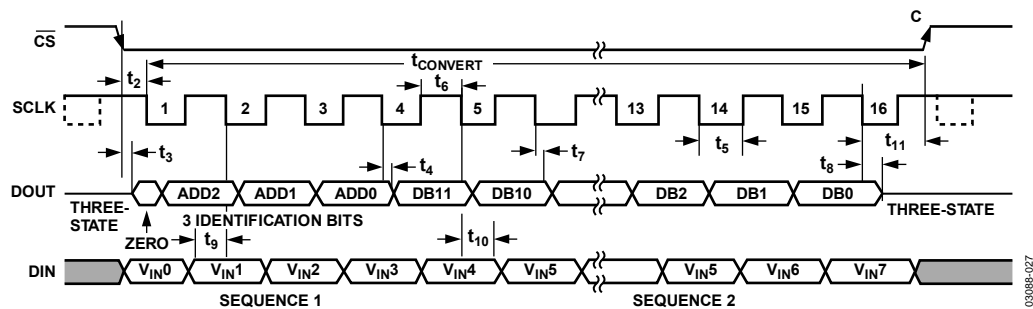 CS
C
tCONVERT
t2
t6
SCLK
1 2 3 4 5 13 14 15 16
t3
t4
t7
t5
t8
t11
DOUT
ADD2 ADD1 ADD0 DB11 DB10 DB2 DB1 DB0
THREE-
STATE
THREE-STATE
3 IDENTIFICATION BITS
ZERO
t9
t10
DIN
VIN0 VIN1 VIN2 VIN3 VIN4 VIN5 VIN5 VIN6 VIN7
SEQUENCE 1 SEQUENCE 2
03088-027